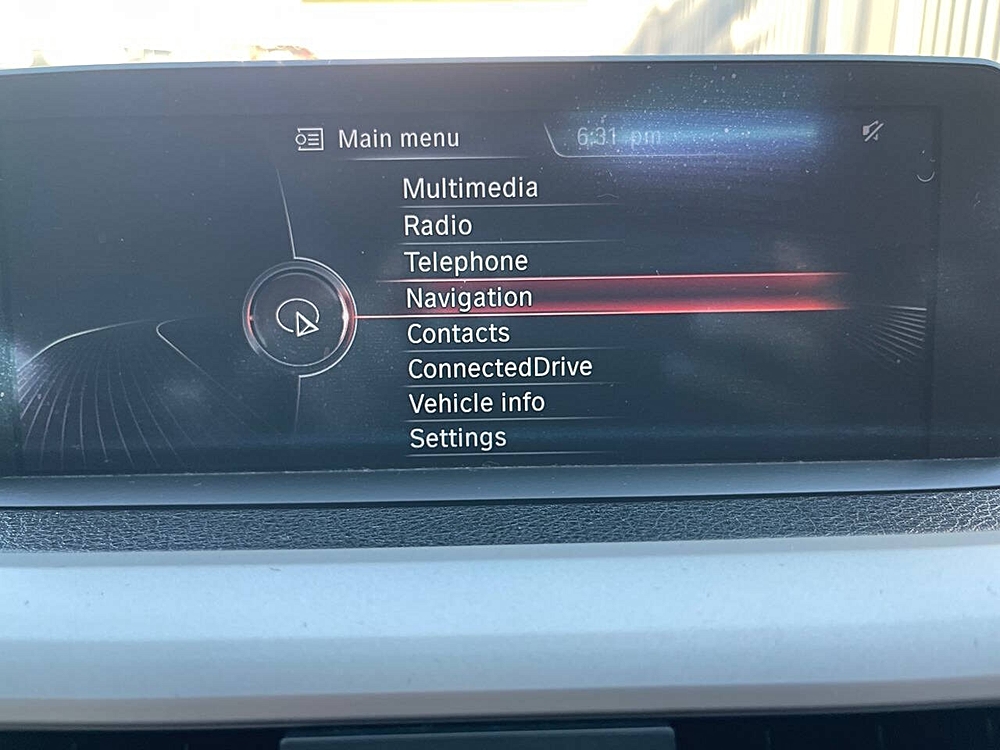 Main menu
6:31 pm
Multimedia
Radio
Telephone
Navigation
Contacts
ConnectedDrive
Vehicle info
Settings